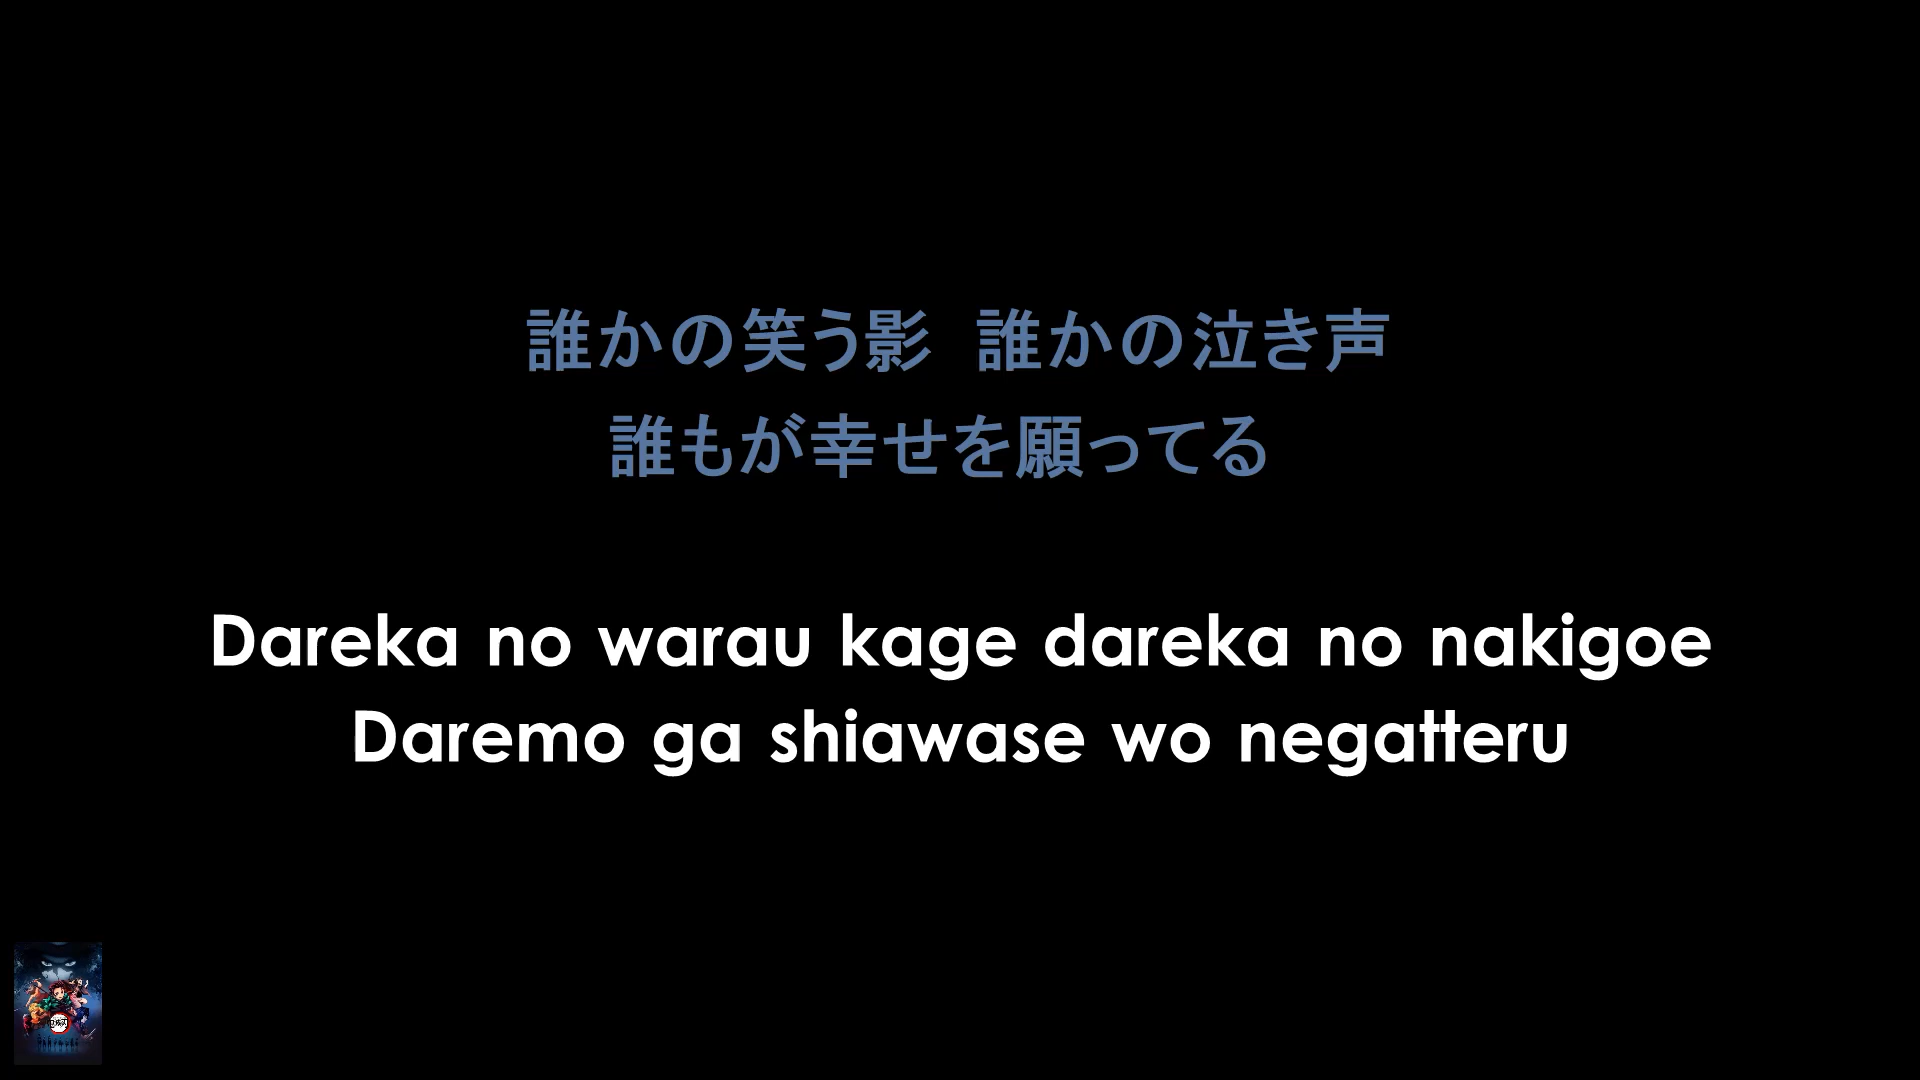 誰かの笑う影　誰かの泣き声
誰もが幸せを願ってる
Dareka no warau kage dareka no nakigoe
Daremo ga shiawase wo negatteru